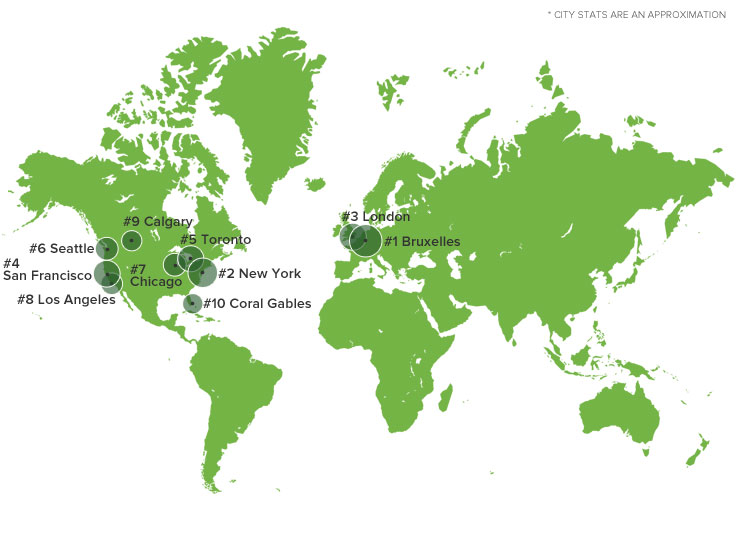 * CITY STATS ARE AN APPROXIMATION
#3 London
#9 Calgary
#5 Toronto
#1 Bruxelles
#6 Seattle
#4
San Francisco
#7
Chicago
#2 New York
#8 Los Angeles
#10 Coral Gables